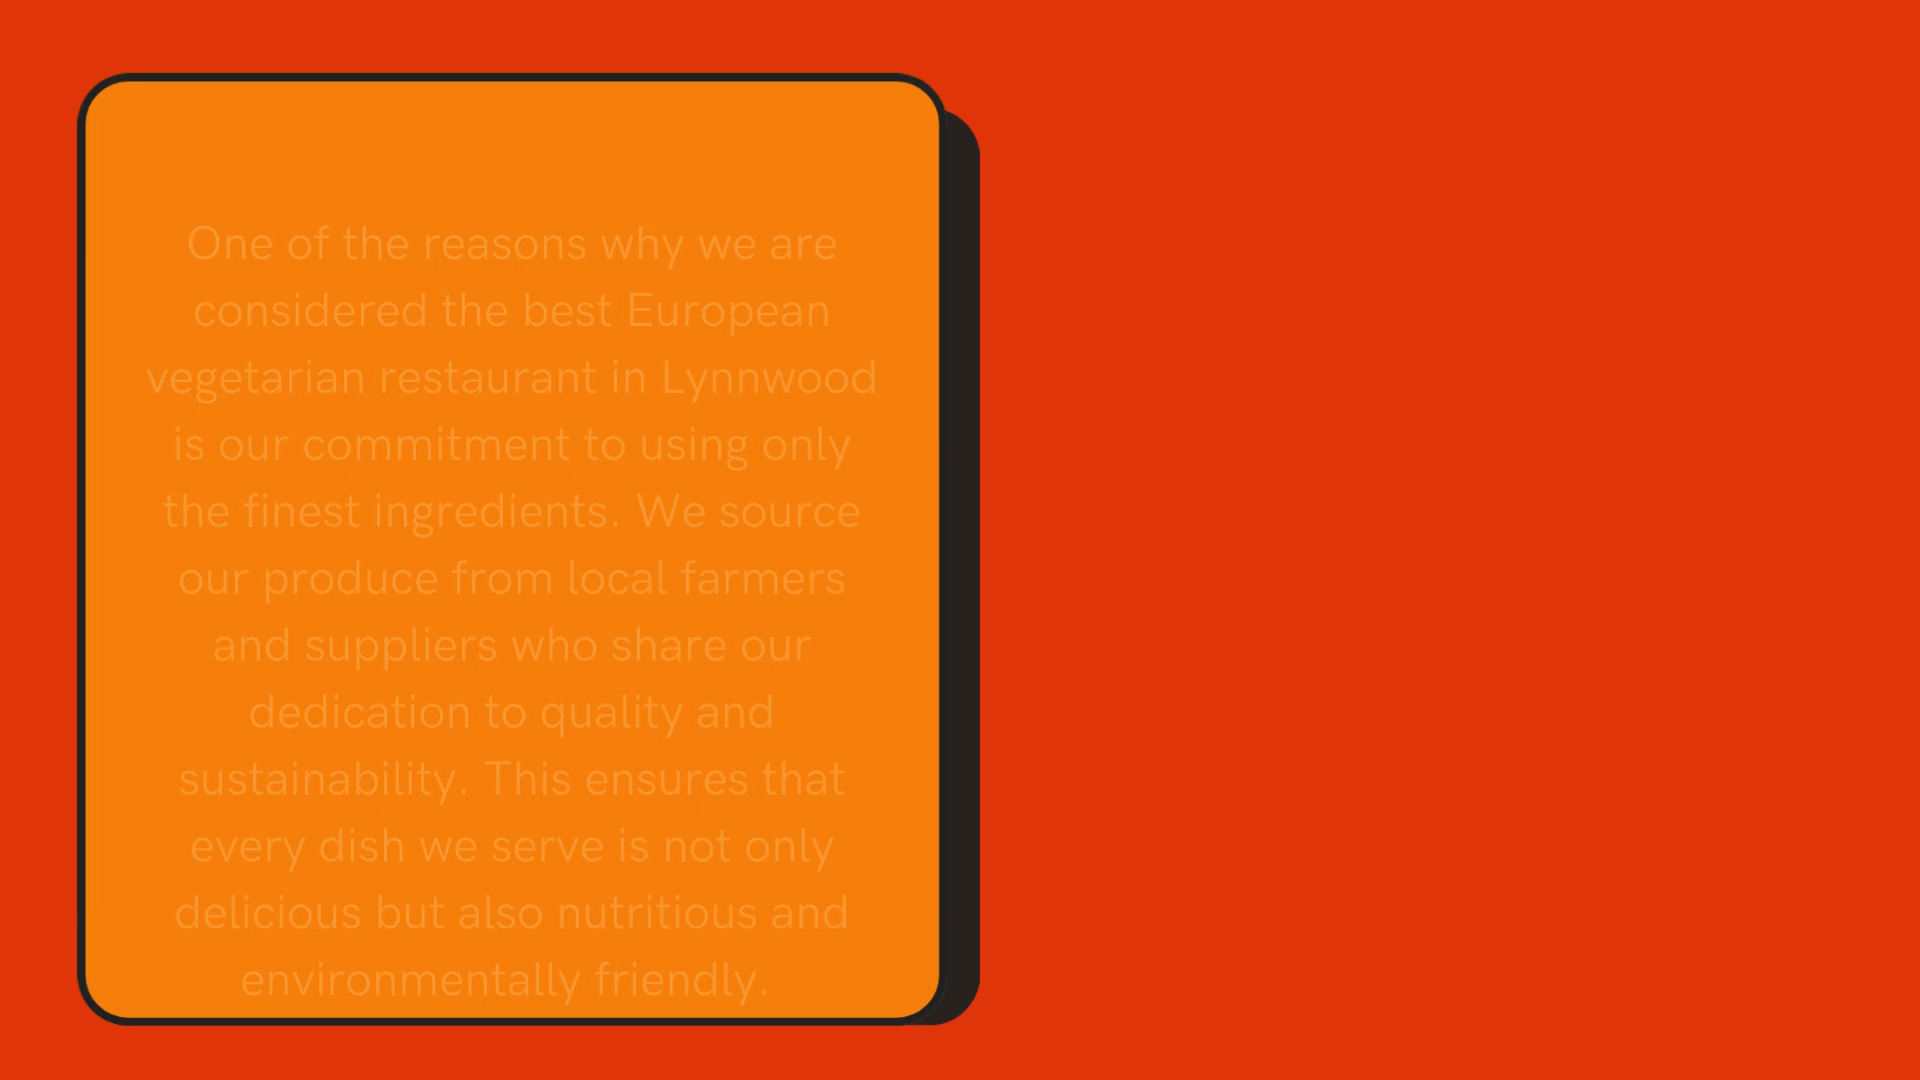 One of the reasons why we are
considered the best European
vegetarian restaurant in Lynnwood
is our commitment to using only
the finest ingredients. We source
our produce from local farmers
and suppliers who share our
dedication to quality and
sustainability. This ensures that
every dish we serve is not only
delicious but also nutritious and
environmentally friendly.